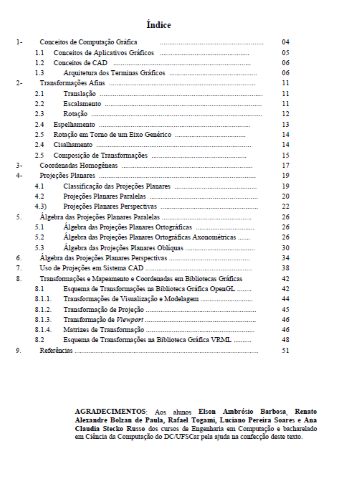 Índice
1- Conceitos de Computação Gráfica ........ 04
1.1 Conceitos de Aplicativos Gráficos ........ 05
1.2 Conceitos de CAD ........ 06
1.3 Arquitetura dos Terminas Gráficos ........ 06
2- Transformações Afins ........ 11
2.1 Translação ........ 11
2.2 Escalamento ........ 11
2.3 Rotação ........ 12
2.4 Espelhamento ........ 13
2.5 Rotação em Torno de um Eixo Genérico ........ 14
2.4 Cisalhamento ........ 14
2.5 Composição de Transformações ........ 15
3- Coordenadas Homogêneas ........ 17
4- Projeções Planares ........ 19
4.1 Classificação das Projeções Planares ........ 19
4.2 Projeções Planares Paralelas ........ 20
4.3) Projeções Planares Perspectivas ........ 22
5. Álgebra das Projeções Planares Paralelas ........ 26
5.1 Álgebra das Projeções Planares Ortográficas ........ 26
5.2 Álgebra das Projeções Planares Ortográficas Axonométricas ........ 26
5.3 Álgebra das Projeções Planares Oblíquas ........ 30
6. Álgebra das Projeções Planares Perspectivas ........ 34
7. Uso de Projeções em Sistema CAD ........ 38
8. Transformações e Mapeamento e Coordenadas em Bibliotecas Gráficas 42
8.1 Esquema de Transformações na Biblioteca Gráfica OpenGL ........ 42
8.1.1. Transformações de Visualização e Modelagem ........ 44
8.1.2. Transformação de Projeção ........ 45
8.1.3. Transformação de Viewport ........ 46
8.1.4. Matrizes de Transformação ........ 46
8.2 Esquema de Transformações na Biblioteca Gráfica VRML ........ 48
9. Referências ........ 51
AGRADECIMENTOS: Aos alunos Elson Ambrósio Barbosa, Renato
Alexandre Bolzan de Paula, Rafael Togami, Luciano Pereira Soares e Ana
Claudia Stocko Russo dos cursos de Engenharia em Computação e bacharelado
em Ciência da Computação do DC/UFSCar pela ajuda na confecção deste texto.